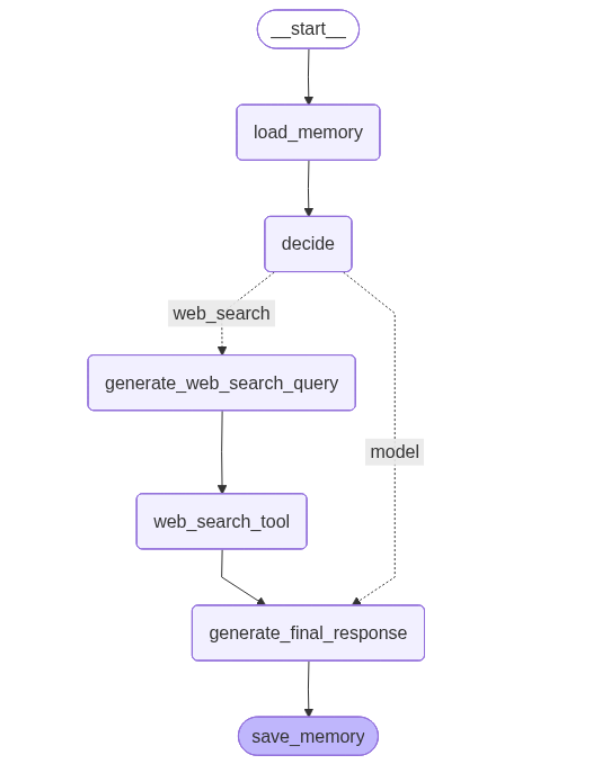 __start__
load_memory
decide
web_search
generate_web_search_query
model
web_search_tool
generate_final_response
save_memory